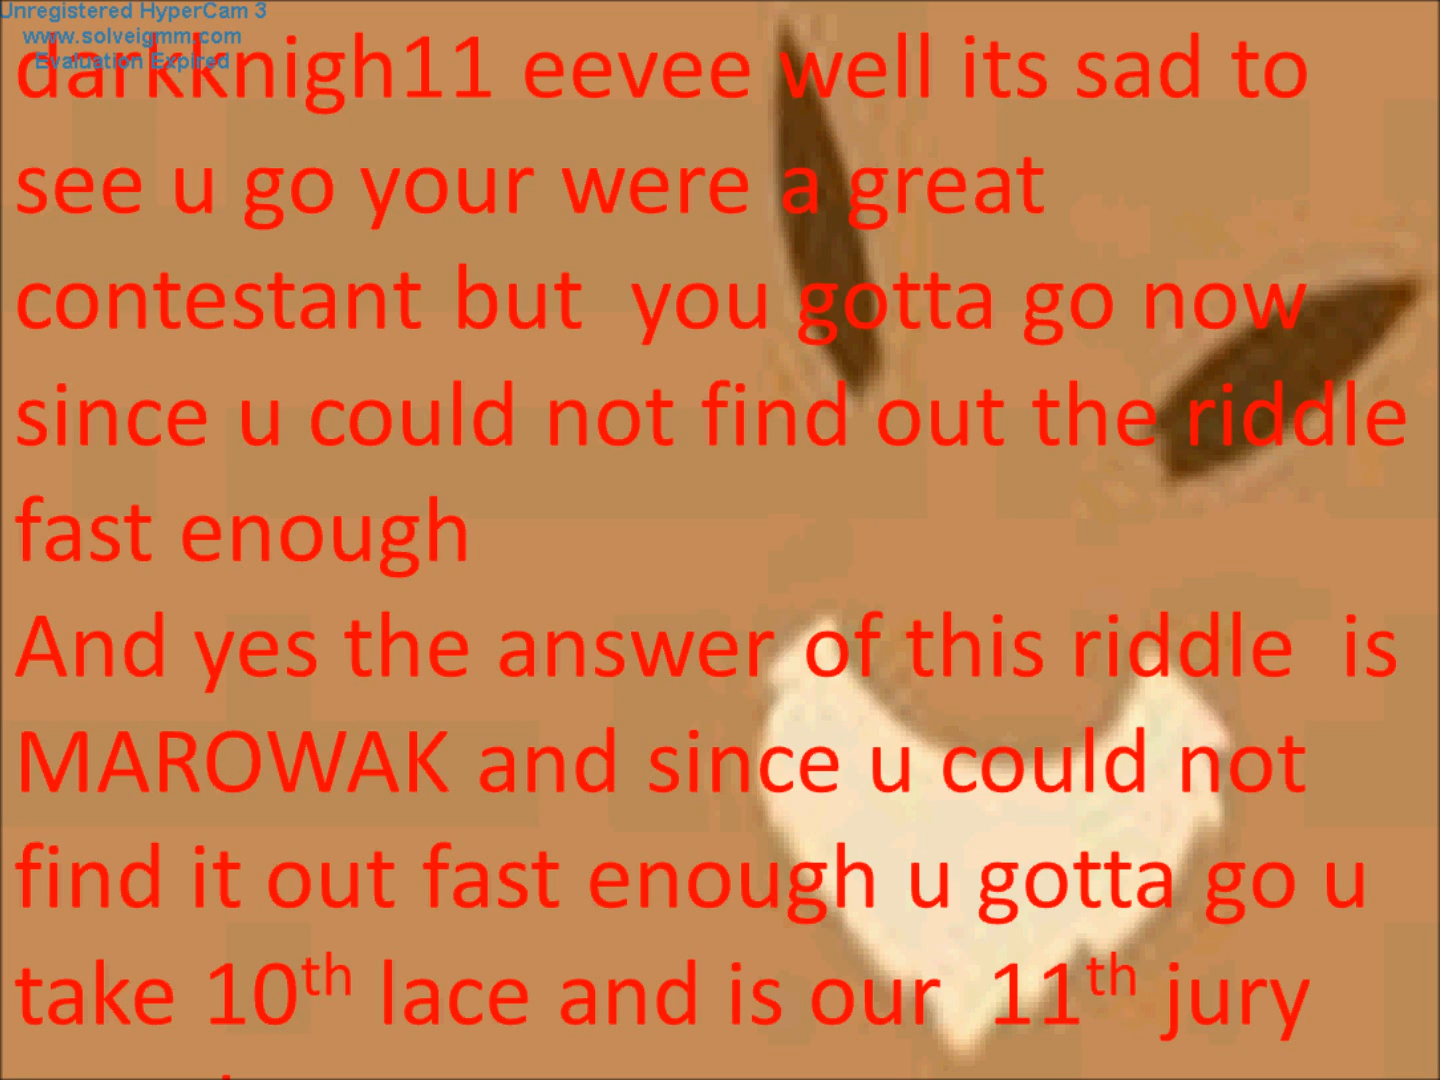 Unregistered HyperCam 3
www.solveigmm.com
Evaluation Expired
darkknigh11 eevee well its sad to
see u go your were a great
contestant but  you gotta go now
since u could not find out the riddle
fast enough
And yes the answer of this riddle  is
MAROWAK and since u could not
find it out fast enough u gotta go u
take 10th lace and is our  11th jury